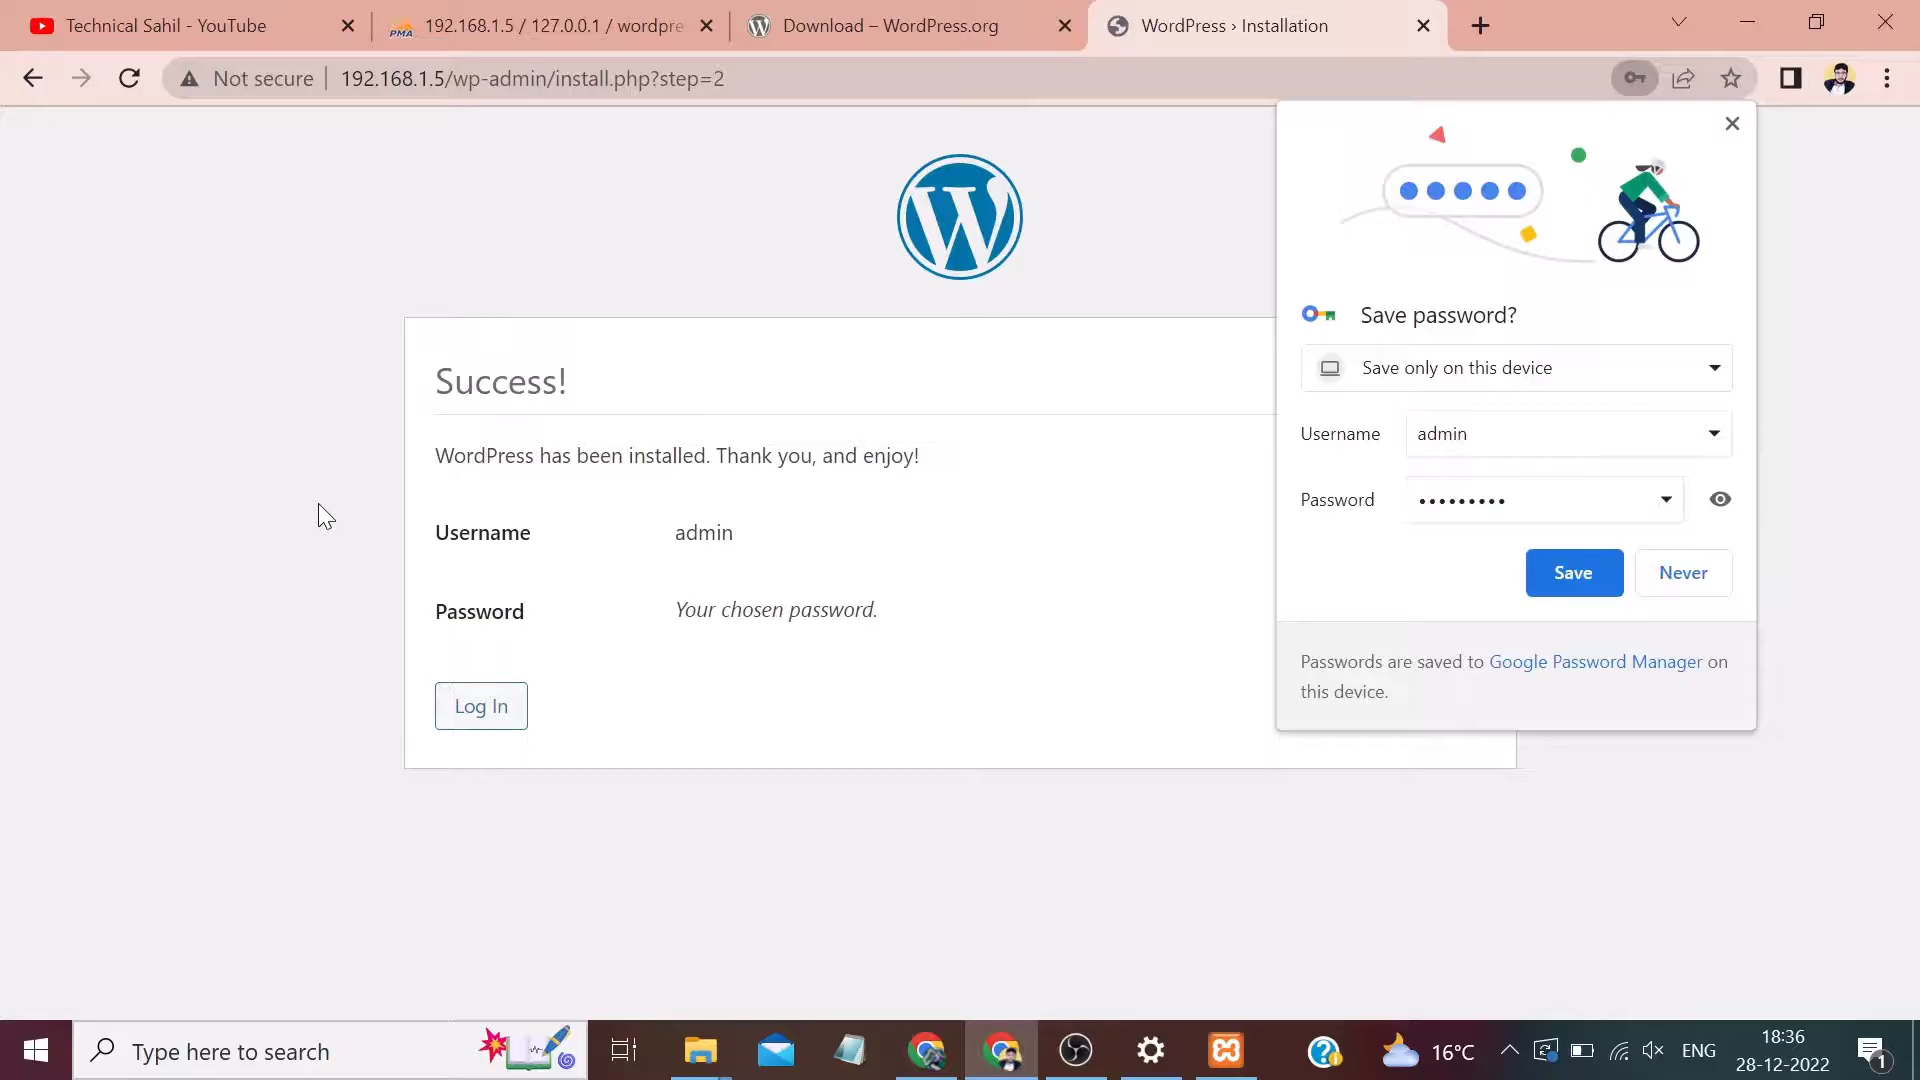 Technical Sahil - YouTube
PMA 192.168.1.5 / 127.0.0.1 / wordpre
Download – WordPress.org
WordPress › Installation
Not secure
192.168.1.5/wp-admin/install.php?step=2
Success!
WordPress has been installed. Thank you, and enjoy!
Username admin
Password Your chosen password.
Log In
Save password?
Save only on this device
Username admin
Password •••••••••
Save Never
Passwords are saved to Google Password Manager on
this device.
Type here to search
16°C
ENG
18:36
28-12-2022
1